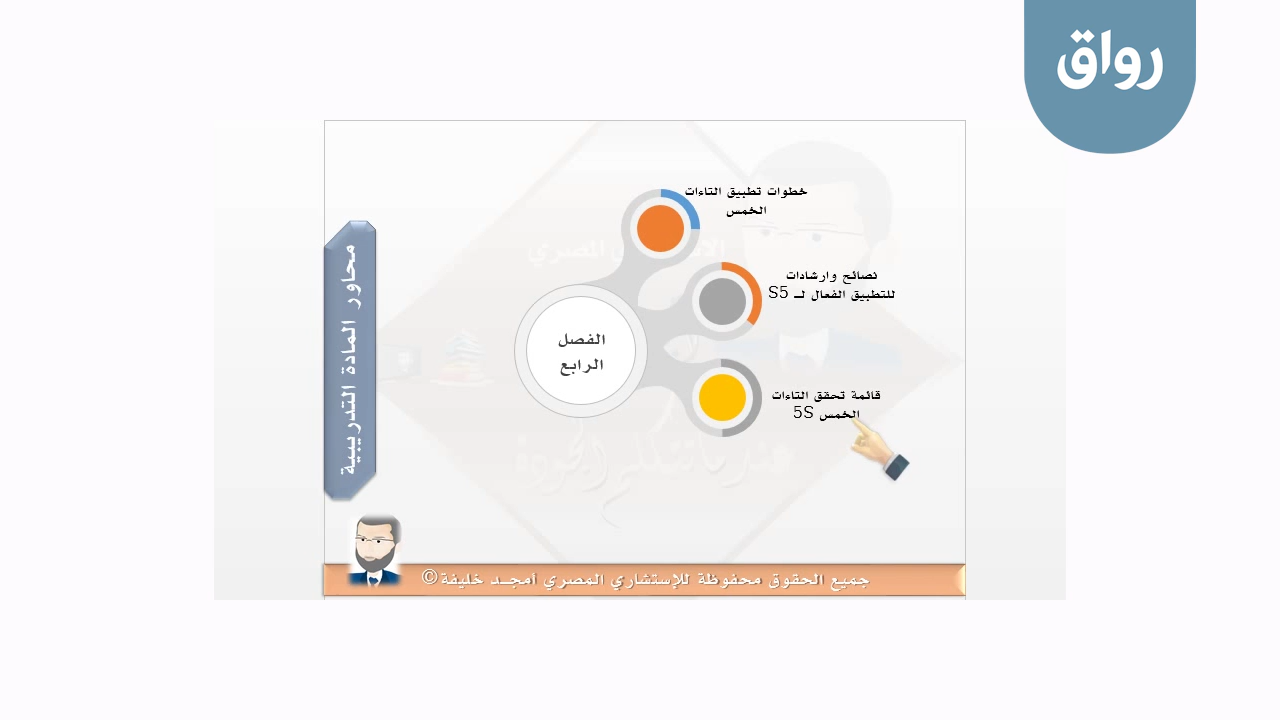 رواق
خطوات تطبيق التاءات
الخمس
نصائح وارشادات
للتطبيق الفعال لـ S5
الفصل
الرابع
قائمة تحقق التاءات
الخمس 5S
محاور المادة التدريبية
جميع الحقوق محفوظة للإستشاري المصري أمجـد خليفة©